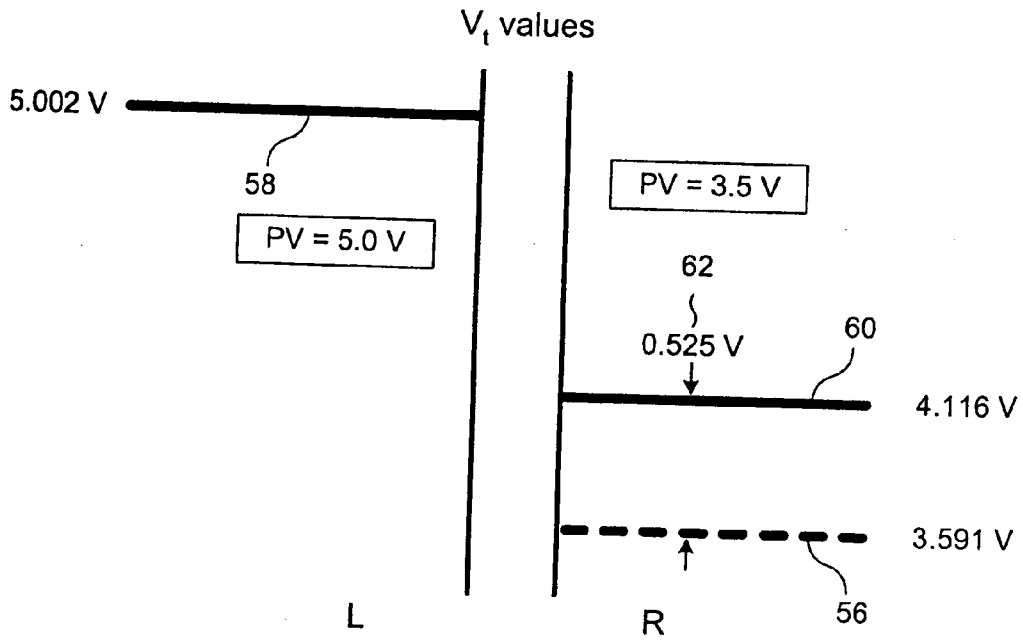 Vt values
5.002 V
58
PV = 3.5 V
PV = 5.0 V
62
0.525 V
60
4.116 V
3.591 V
56
L
R